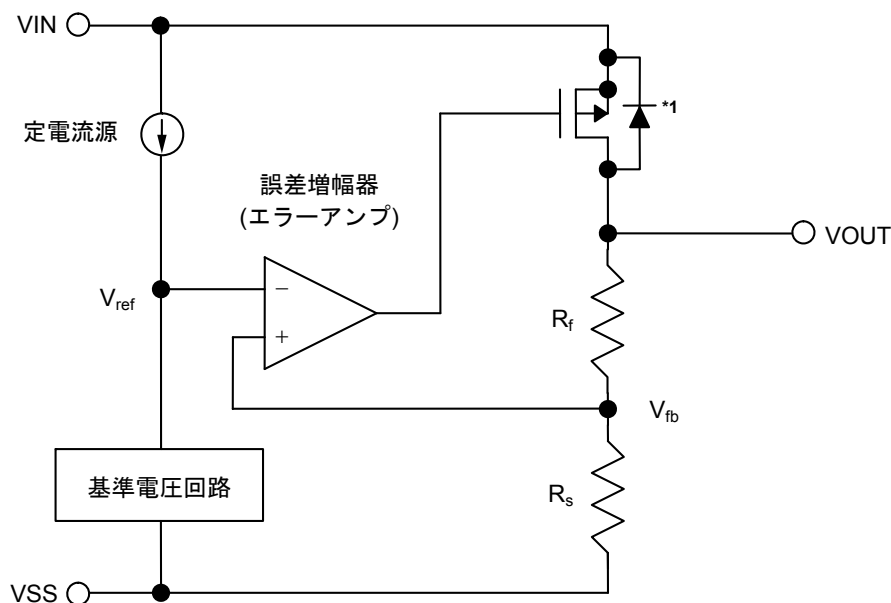 VIN
*1
定電流源
誤差増幅器
(エラーアンプ)
VOUT
Vref
−
+
Rf
Vfb
基準電圧回路
Rs
VSS